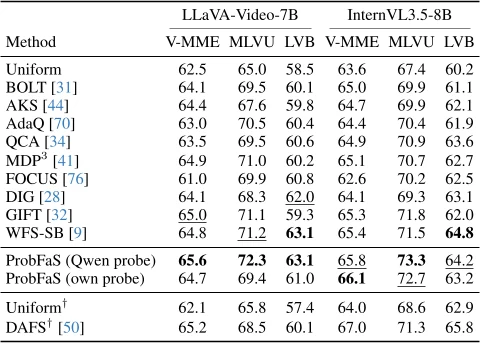 LLaVA-Video-7B InternVL3.5-8B
Method V-MME MLVU LVB V-MME MLVU LVB
Uniform 62.5 65.0 58.5 63.6 67.4 60.2
BOLT [31] 64.1 69.5 60.1 65.0 69.9 61.1
AKS [44] 64.4 67.6 59.8 64.7 69.9 62.1
AdaQ [70] 63.0 70.5 60.4 64.4 70.4 61.9
QCA [34] 63.5 69.5 60.6 64.9 70.9 63.6
MDP³ [41] 64.9 71.0 60.2 65.1 70.7 62.7
FOCUS [76] 61.0 69.9 60.8 62.6 70.2 62.5
DIG [28] 64.1 68.3 62.0 64.1 69.3 63.1
GIFT [32] 65.0 71.1 59.3 65.3 71.8 62.0
WFS-SB [9] 64.8 71.2 63.1 65.4 71.5 64.8
ProbFaS (Qwen probe) 65.6 72.3 63.1 65.8 73.3 64.2
ProbFaS (own probe) 64.7 69.4 61.0 66.1 72.7 63.2
Uniform† 62.1 65.8 57.4 64.0 68.6 62.9
DAFS† [50] 65.2 68.5 60.1 67.0 71.3 65.8